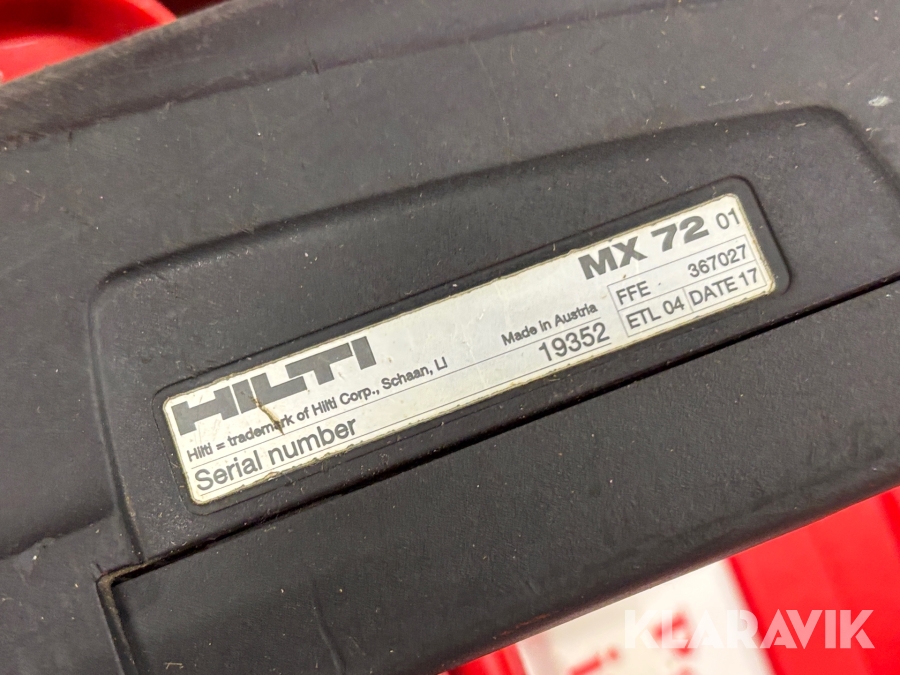 HILTI
MX 72 01
Hilti = trademark of Hilti Corp., Schaan, LI
Made in Austria
FFE 367027
Serial number 19352
ETL 04 DATE 17
KLARAVIK